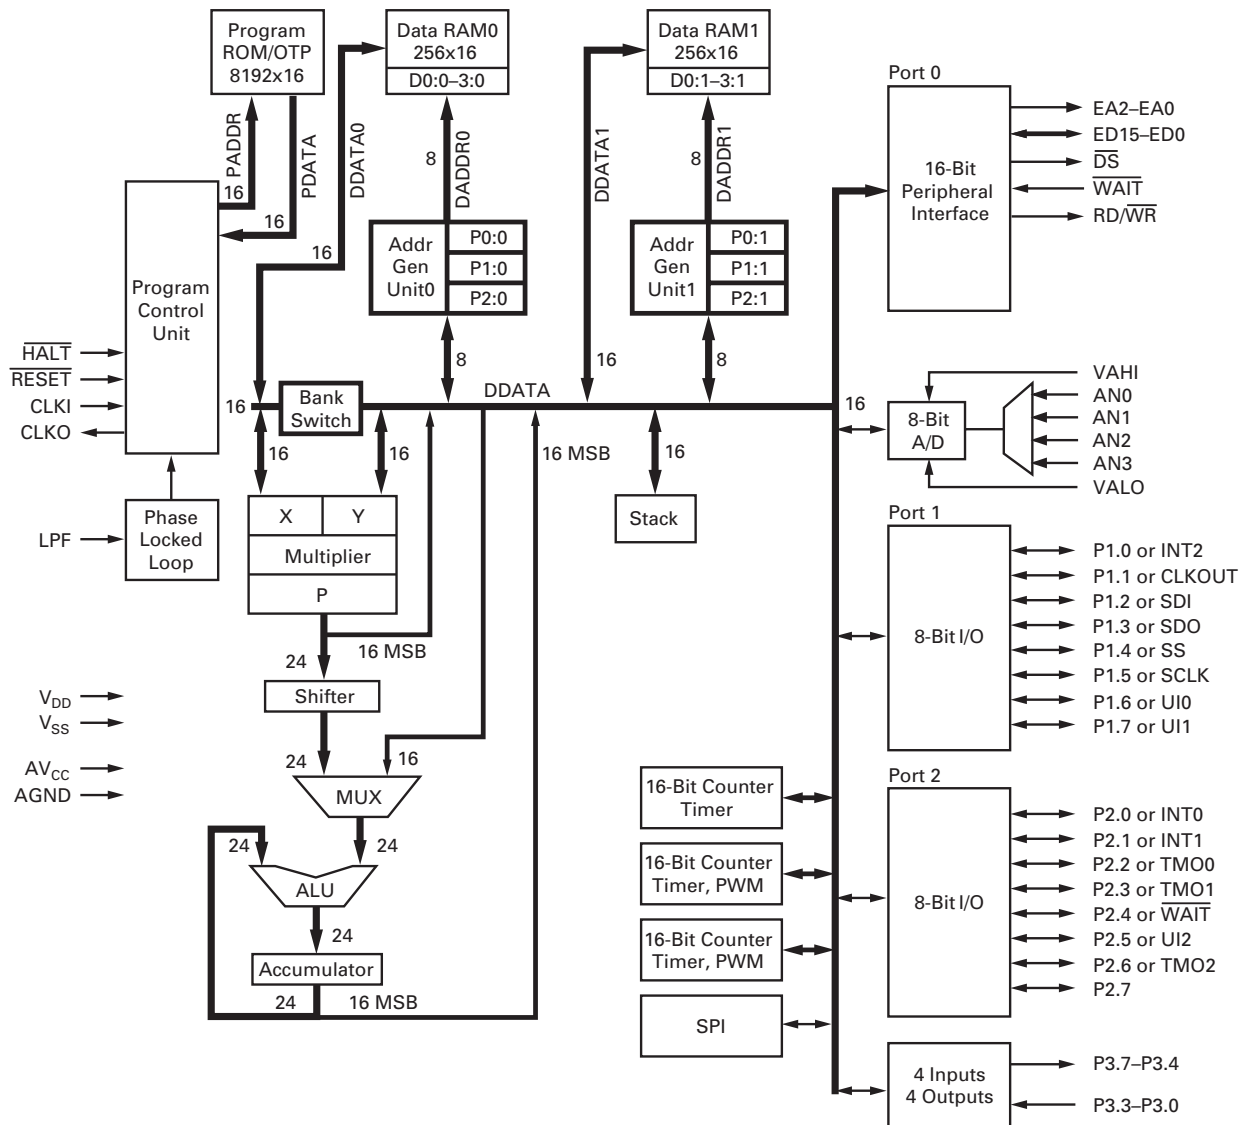 Program
ROM/OTP
8192x16
Data RAM0
256x16
D0:0–3:0
Data RAM1
256x16
D0:1–3:1
PADDR
PDATA
DDATA0
DADDR0
DDATA1
DADDR1
16
16
16
8
8
Port 0
16-Bit
Peripheral
Interface
EA2–EA0
ED15–ED0
D̅S̅
W̅A̅I̅T̅
RD/W̅R̅
Program
Control
Unit
Addr
Gen
Unit0
P0:0
P1:0
P2:0
Addr
Gen
Unit1
P0:1
P1:1
P2:1
H̅A̅L̅T̅
R̅E̅S̅E̅T̅
CLKI
CLKO
8
16
8
DDATA
16
Bank
Switch
16
16
16 MSB
16
16
8-Bit
A/D
VAHI
AN0
AN1
AN2
AN3
VALO
LPF
Phase
Locked
Loop
X
Y
Multiplier
P
Stack
24
16 MSB
Shifter
24
16
MUX
V_DD
V_SS
AV_CC
AGND
24
24
ALU
24
Accumulator
24
16 MSB
Port 1
8-Bit I/O
P1.0 or INT2
P1.1 or CLKOUT
P1.2 or SDI
P1.3 or SDO
P1.4 or SS
P1.5 or SCLK
P1.6 or UI0
P1.7 or UI1
16-Bit Counter
Timer
16-Bit Counter
Timer, PWM
16-Bit Counter
Timer, PWM
SPI
Port 2
8-Bit I/O
P2.0 or INT0
P2.1 or INT1
P2.2 or TMO0
P2.3 or TMO1
P2.4 or W̅A̅I̅T̅
P2.5 or UI2
P2.6 or TMO2
P2.7
4 Inputs
4 Outputs
P3.7–P3.4
P3.3–P3.0